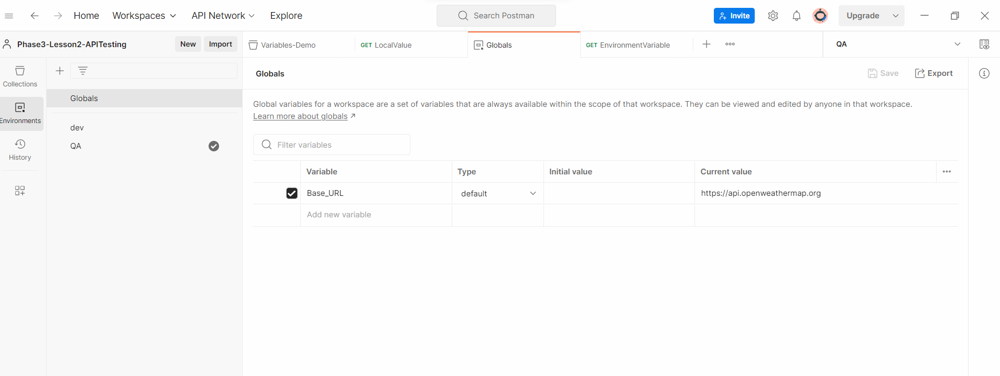 Home Workspaces API Network Explore Search Postman Invite Upgrade
Phase3-Lesson2-APITesting New Import Variables-Demo GET LocalValue Globals GET EnvironmentVariable QA
Collections
Environments
History
Globals
dev
QA
Globals Save Export
Global variables for a workspace are a set of variables that are always available within the scope of that workspace. They can be viewed and edited by anyone in that workspace.
Learn more about globals ↗
Filter variables
Variable Type Initial value Current value
Base_URL default https://api.openweathermap.org
Add new variable